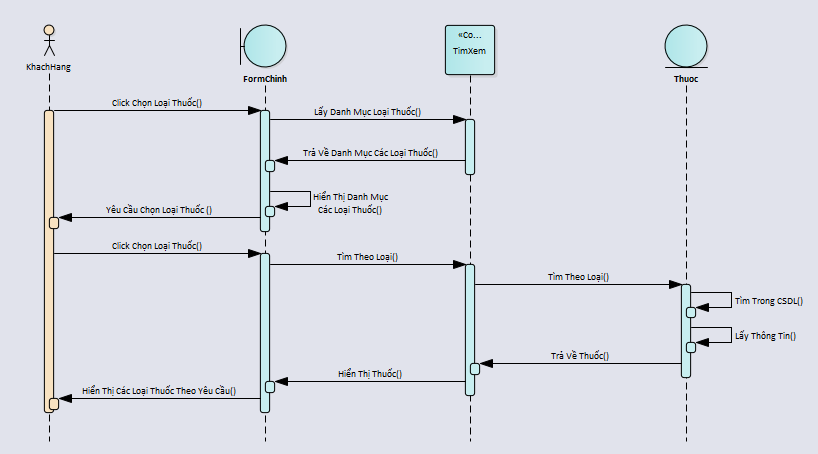 «Co...
TimXem
KhachHang
FormChinh
Thuoc
Click Chọn Loại Thuốc()
Lấy Danh Mục Loại Thuốc()
Trả Về Danh Mục Các Loại Thuốc()
Hiển Thị Danh Mục
Các Loại Thuốc()
Yêu Cầu Chọn Loại Thuốc ()
Click Chọn Loại Thuốc()
Tìm Theo Loại()
Tìm Theo Loại()
Tìm Trong CSDL()
Lấy Thông Tin()
Trả Về Thuốc()
Hiển Thị Thuốc()
Hiển Thị Các Loại Thuốc Theo Yêu Cầu()